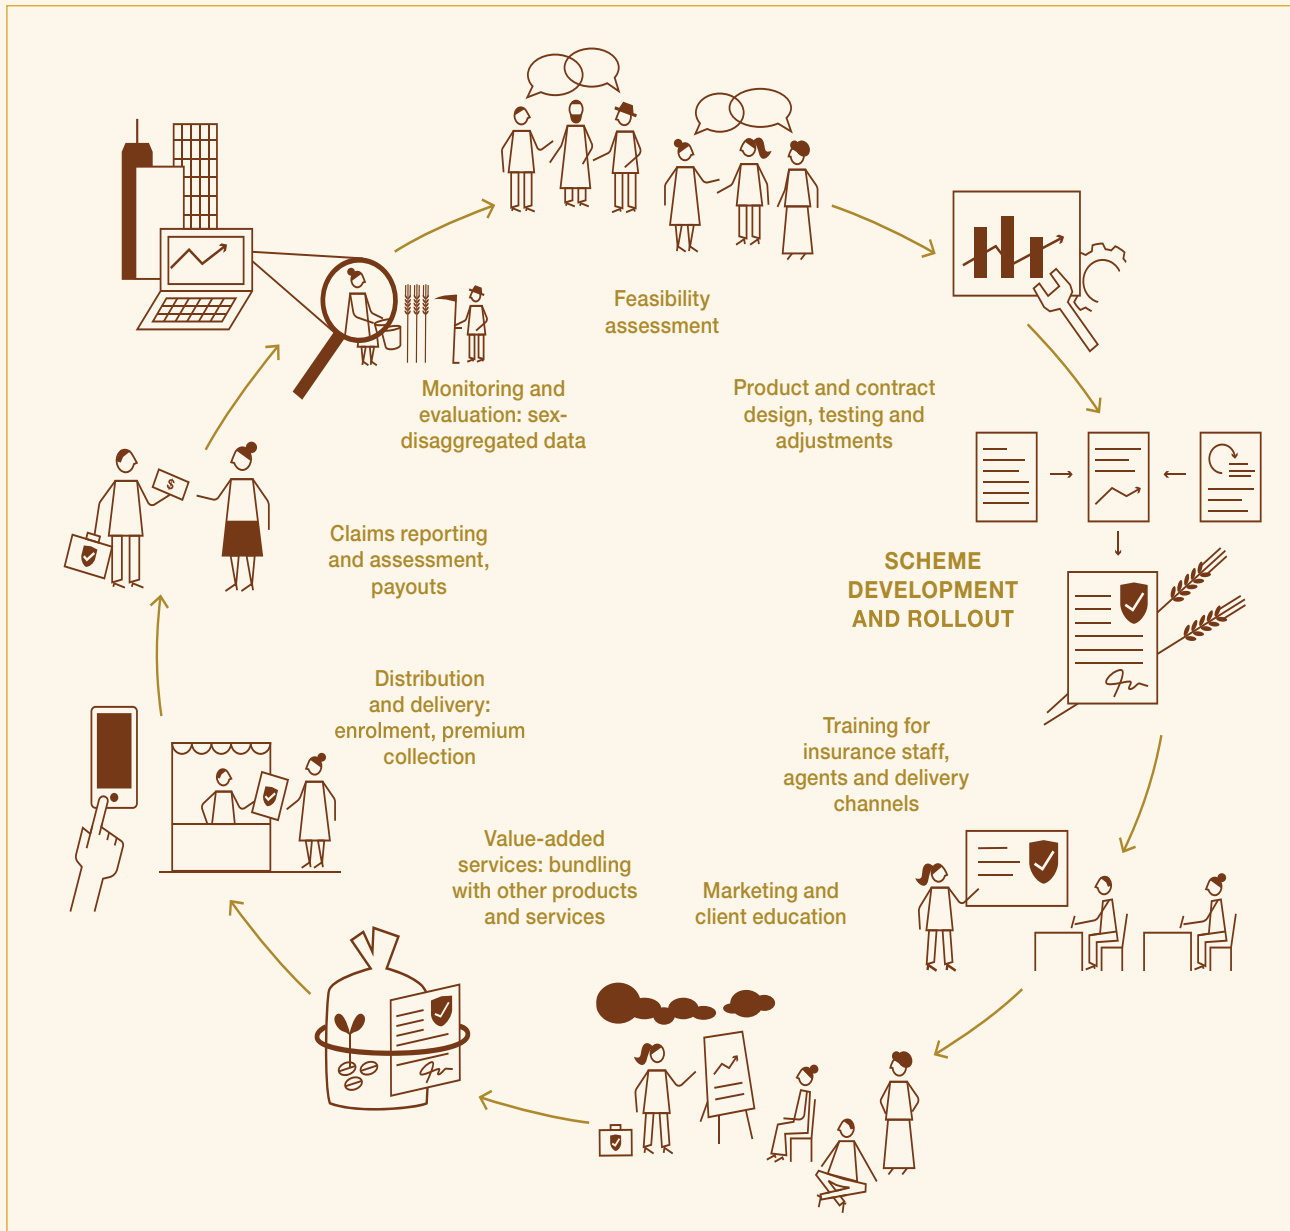 Feasibility
assessment
Product and contract
design, testing and
adjustments
SCHEME
DEVELOPMENT
AND ROLLOUT
Training for
insurance staff,
agents and delivery
channels
Marketing and
client education
Value-added
services: bundling
with other products
and services
Distribution
and delivery:
enrolment, premium
collection
Claims reporting
and assessment,
payouts
$
Monitoring and
evaluation: sex-
disaggregated data